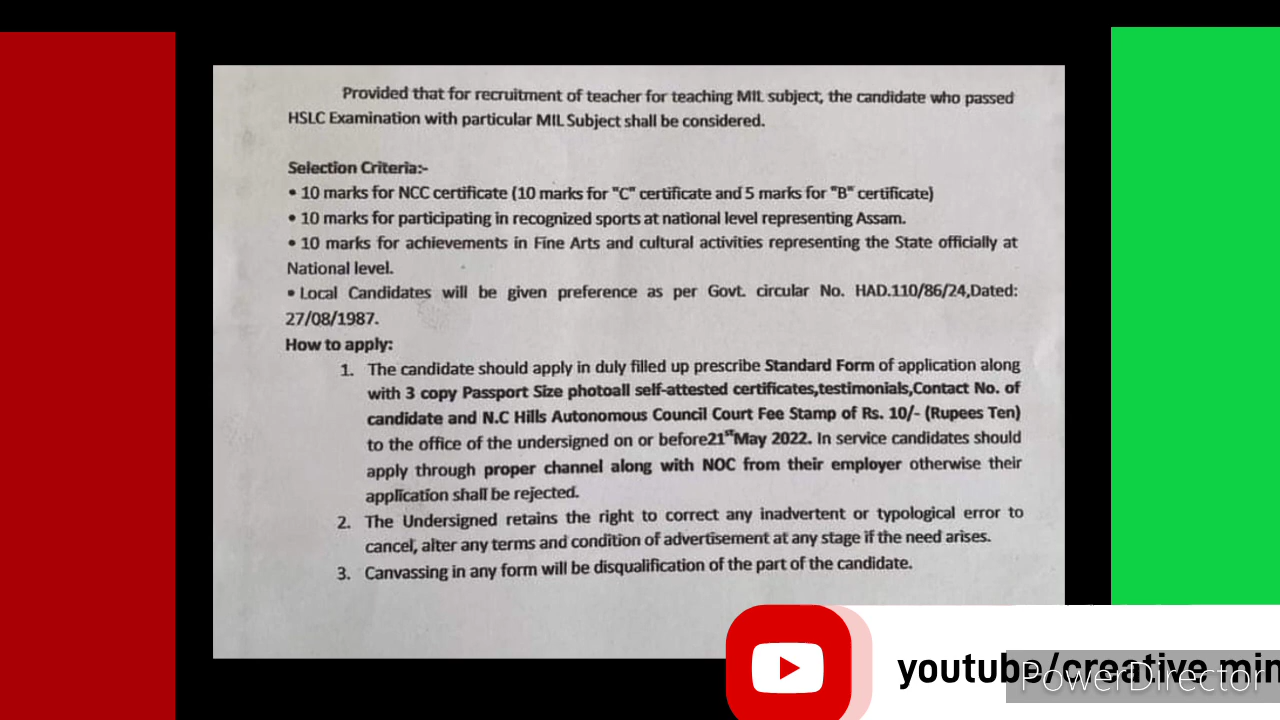 Provided that for recruitment of teacher for teaching MIL subject, the candidate who passed
HSLC Examination with particular MIL Subject shall be considered.
Selection Criteria:-
• 10 marks for NCC certificate (10 marks for "C" certificate and 5 marks for "B" certificate)
• 10 marks for participating in recognized sports at national level representing Assam.
• 10 marks for achievements in Fine Arts and cultural activities representing the State officially at
National level.
• Local Candidates will be given preference as per Govt. circular No. HAD.110/86/24,Dated:
27/08/1987.
How to apply:
1. The candidate should apply in duly filled up prescribe Standard Form of application along
with 3 copy Passport Size photoall self-attested certificates,testimonials,Contact No. of
candidate and N.C Hills Autonomous Council Court Fee Stamp of Rs. 10/- (Rupees Ten)
to the office of the undersigned on or before21st May 2022. In service candidates should
apply through proper channel along with NOC from their employer otherwise their
application shall be rejected.
2. The Undersigned retains the right to correct any inadvertent or typological error to
cancel, alter any terms and condition of advertisement at any stage if the need arises.
3. Canvassing in any form will be disqualification of the part of the candidate.
youtube/creative min
PowerDirector